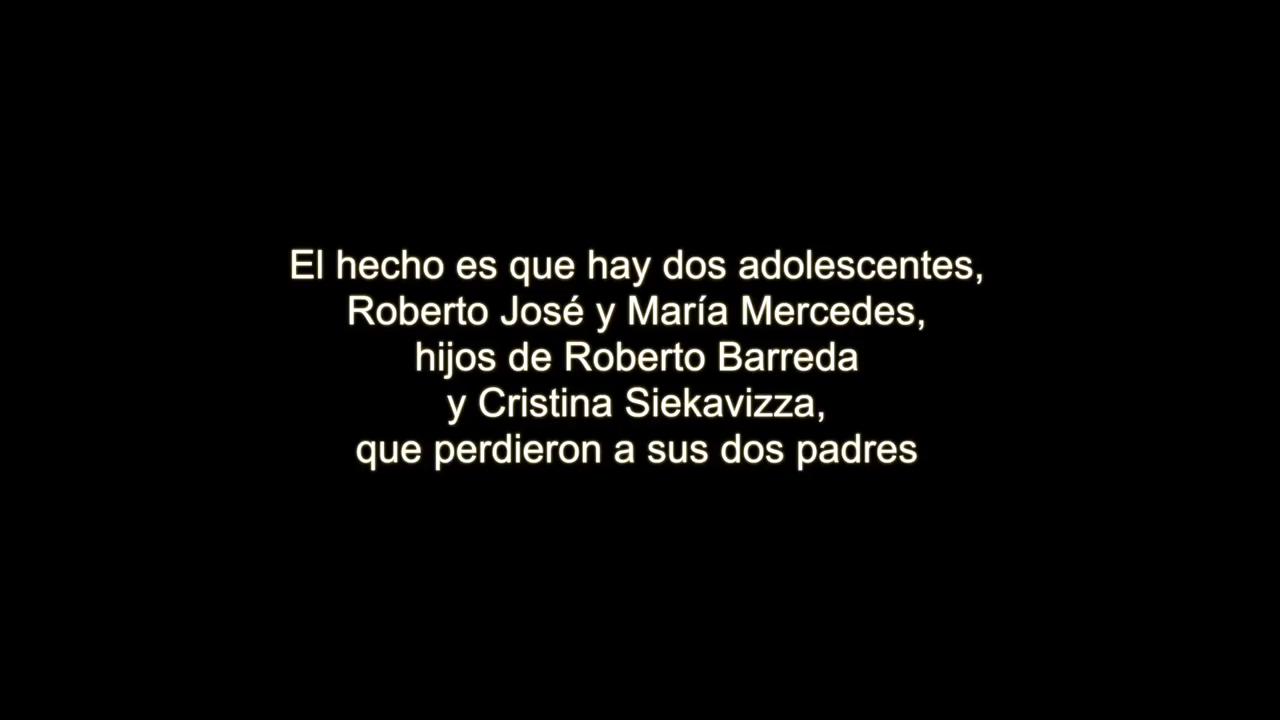 El hecho es que hay dos adolescentes,
Roberto José y María Mercedes,
hijos de Roberto Barreda
y Cristina Siekavizza,
que perdieron a sus dos padres